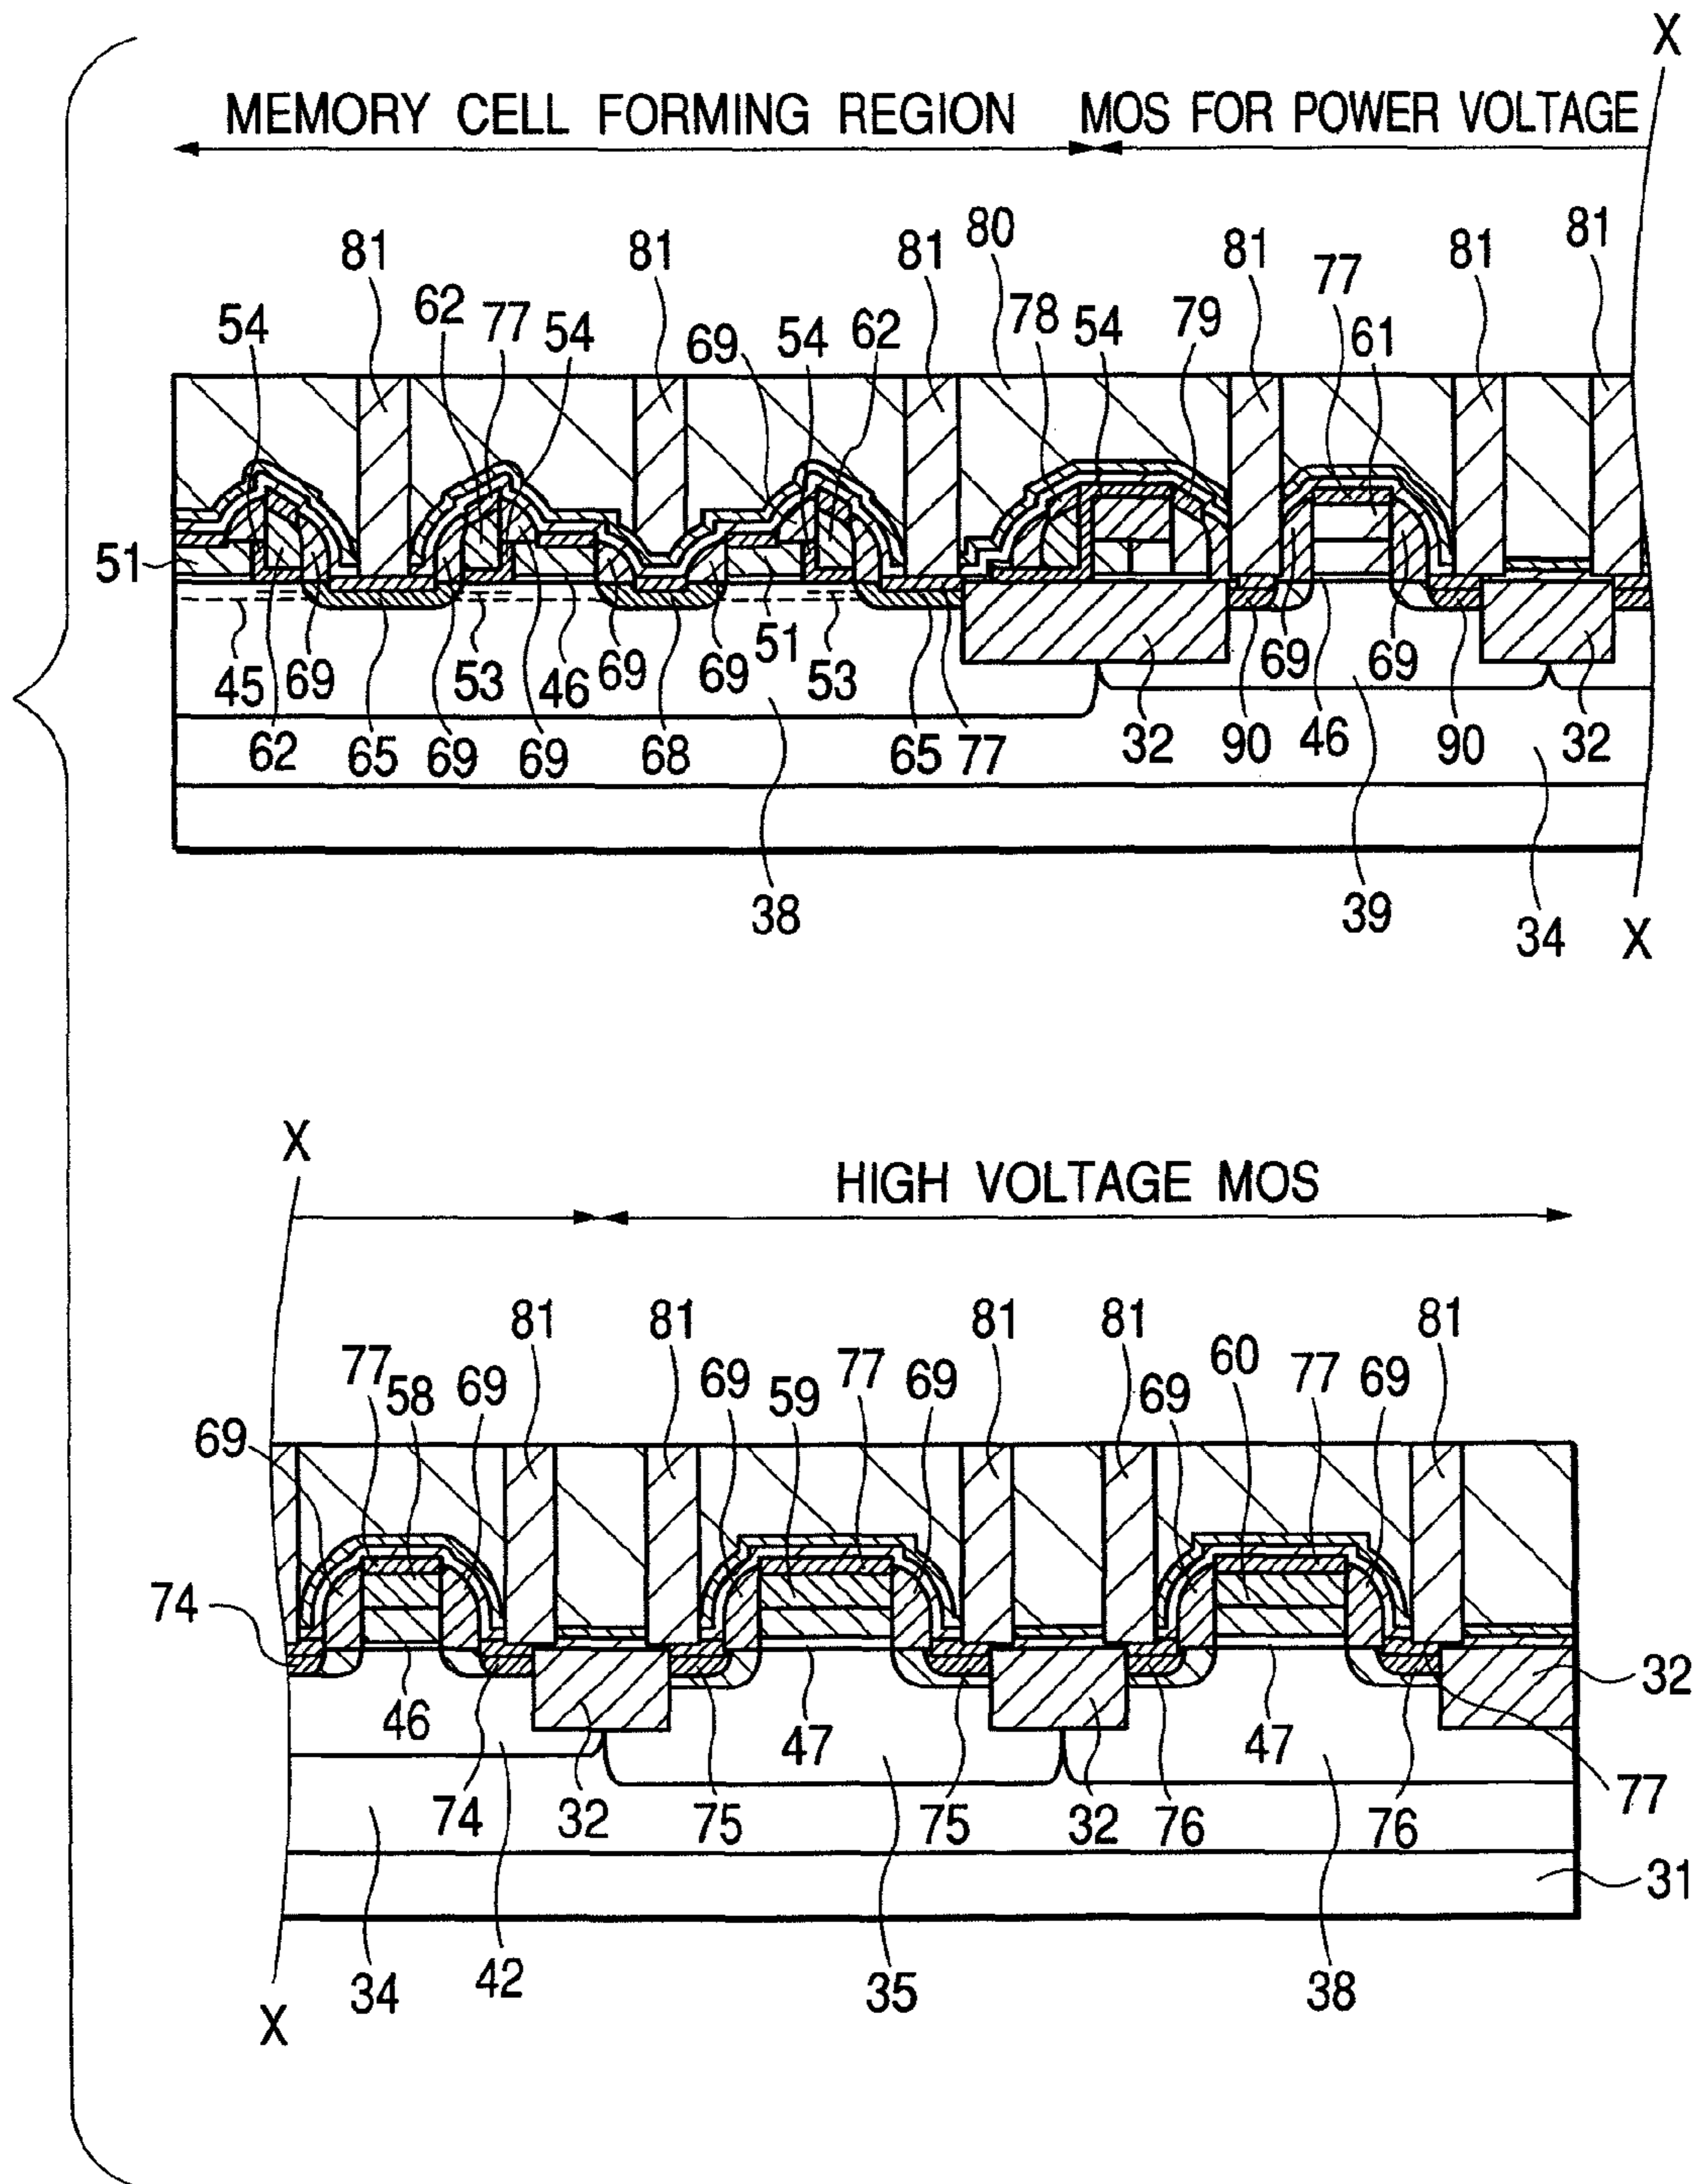 X
MEMORY CELL FORMING REGION MOS FOR POWER VOLTAGE
81 81 81 80 81 81 81
54 62 77 54 69 54 62 78 54 79 77 61
51
45 69 53 46 69 69 51 53 69 69
62 65 69 69 68 65 77 32 90 46 90 32
38 39 34 X
X
HIGH VOLTAGE MOS
81 81 81 81 81
69 77 58 69 69 59 77 69 69 60 77 69
74
46 47 47 32
74 32 75 75 32 76 76 77
31
34 42 35 38
X